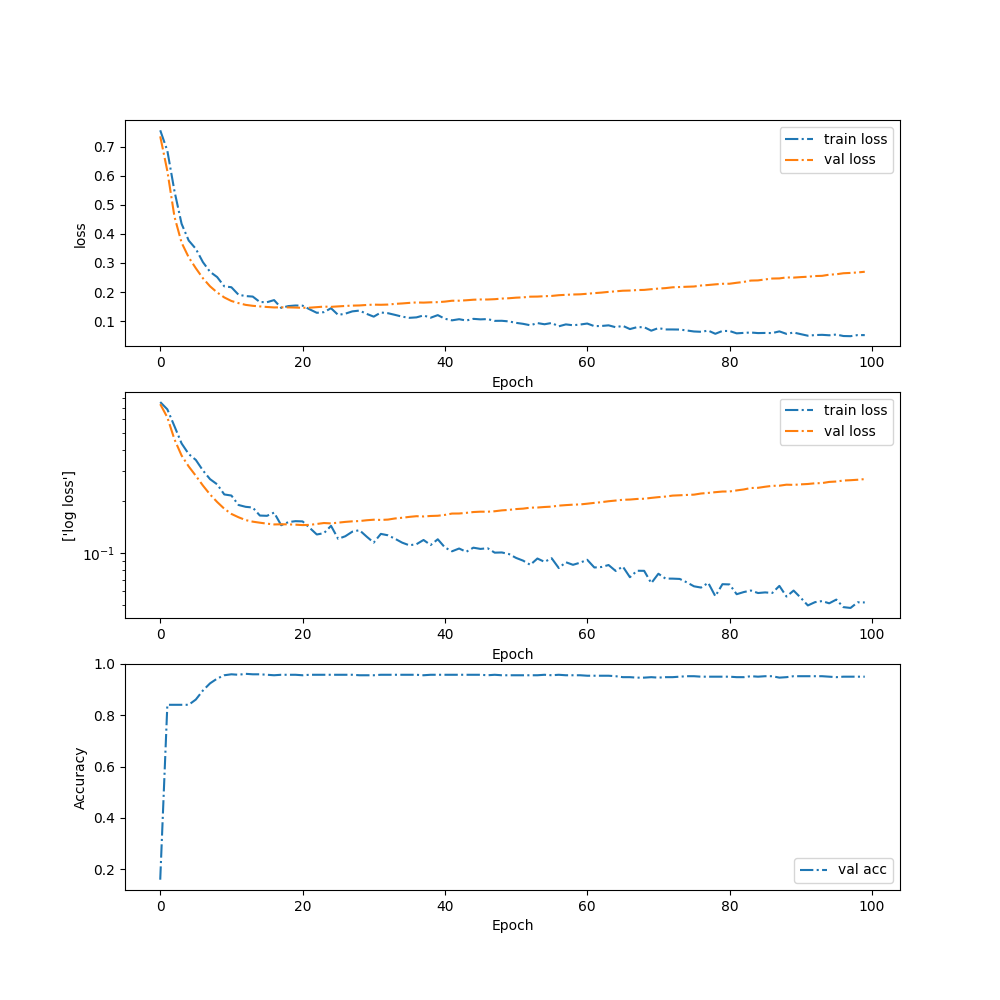 train loss
val loss
loss
0.7
0.6
0.5
0.4
0.3
0.2
0.1
0
20
40
60
80
100
Epoch
train loss
val loss
['log loss']
10⁻¹
0
20
40
60
80
100
Epoch
Accuracy
1.0
0.8
0.6
0.4
0.2
val acc
0
20
40
60
80
100
Epoch